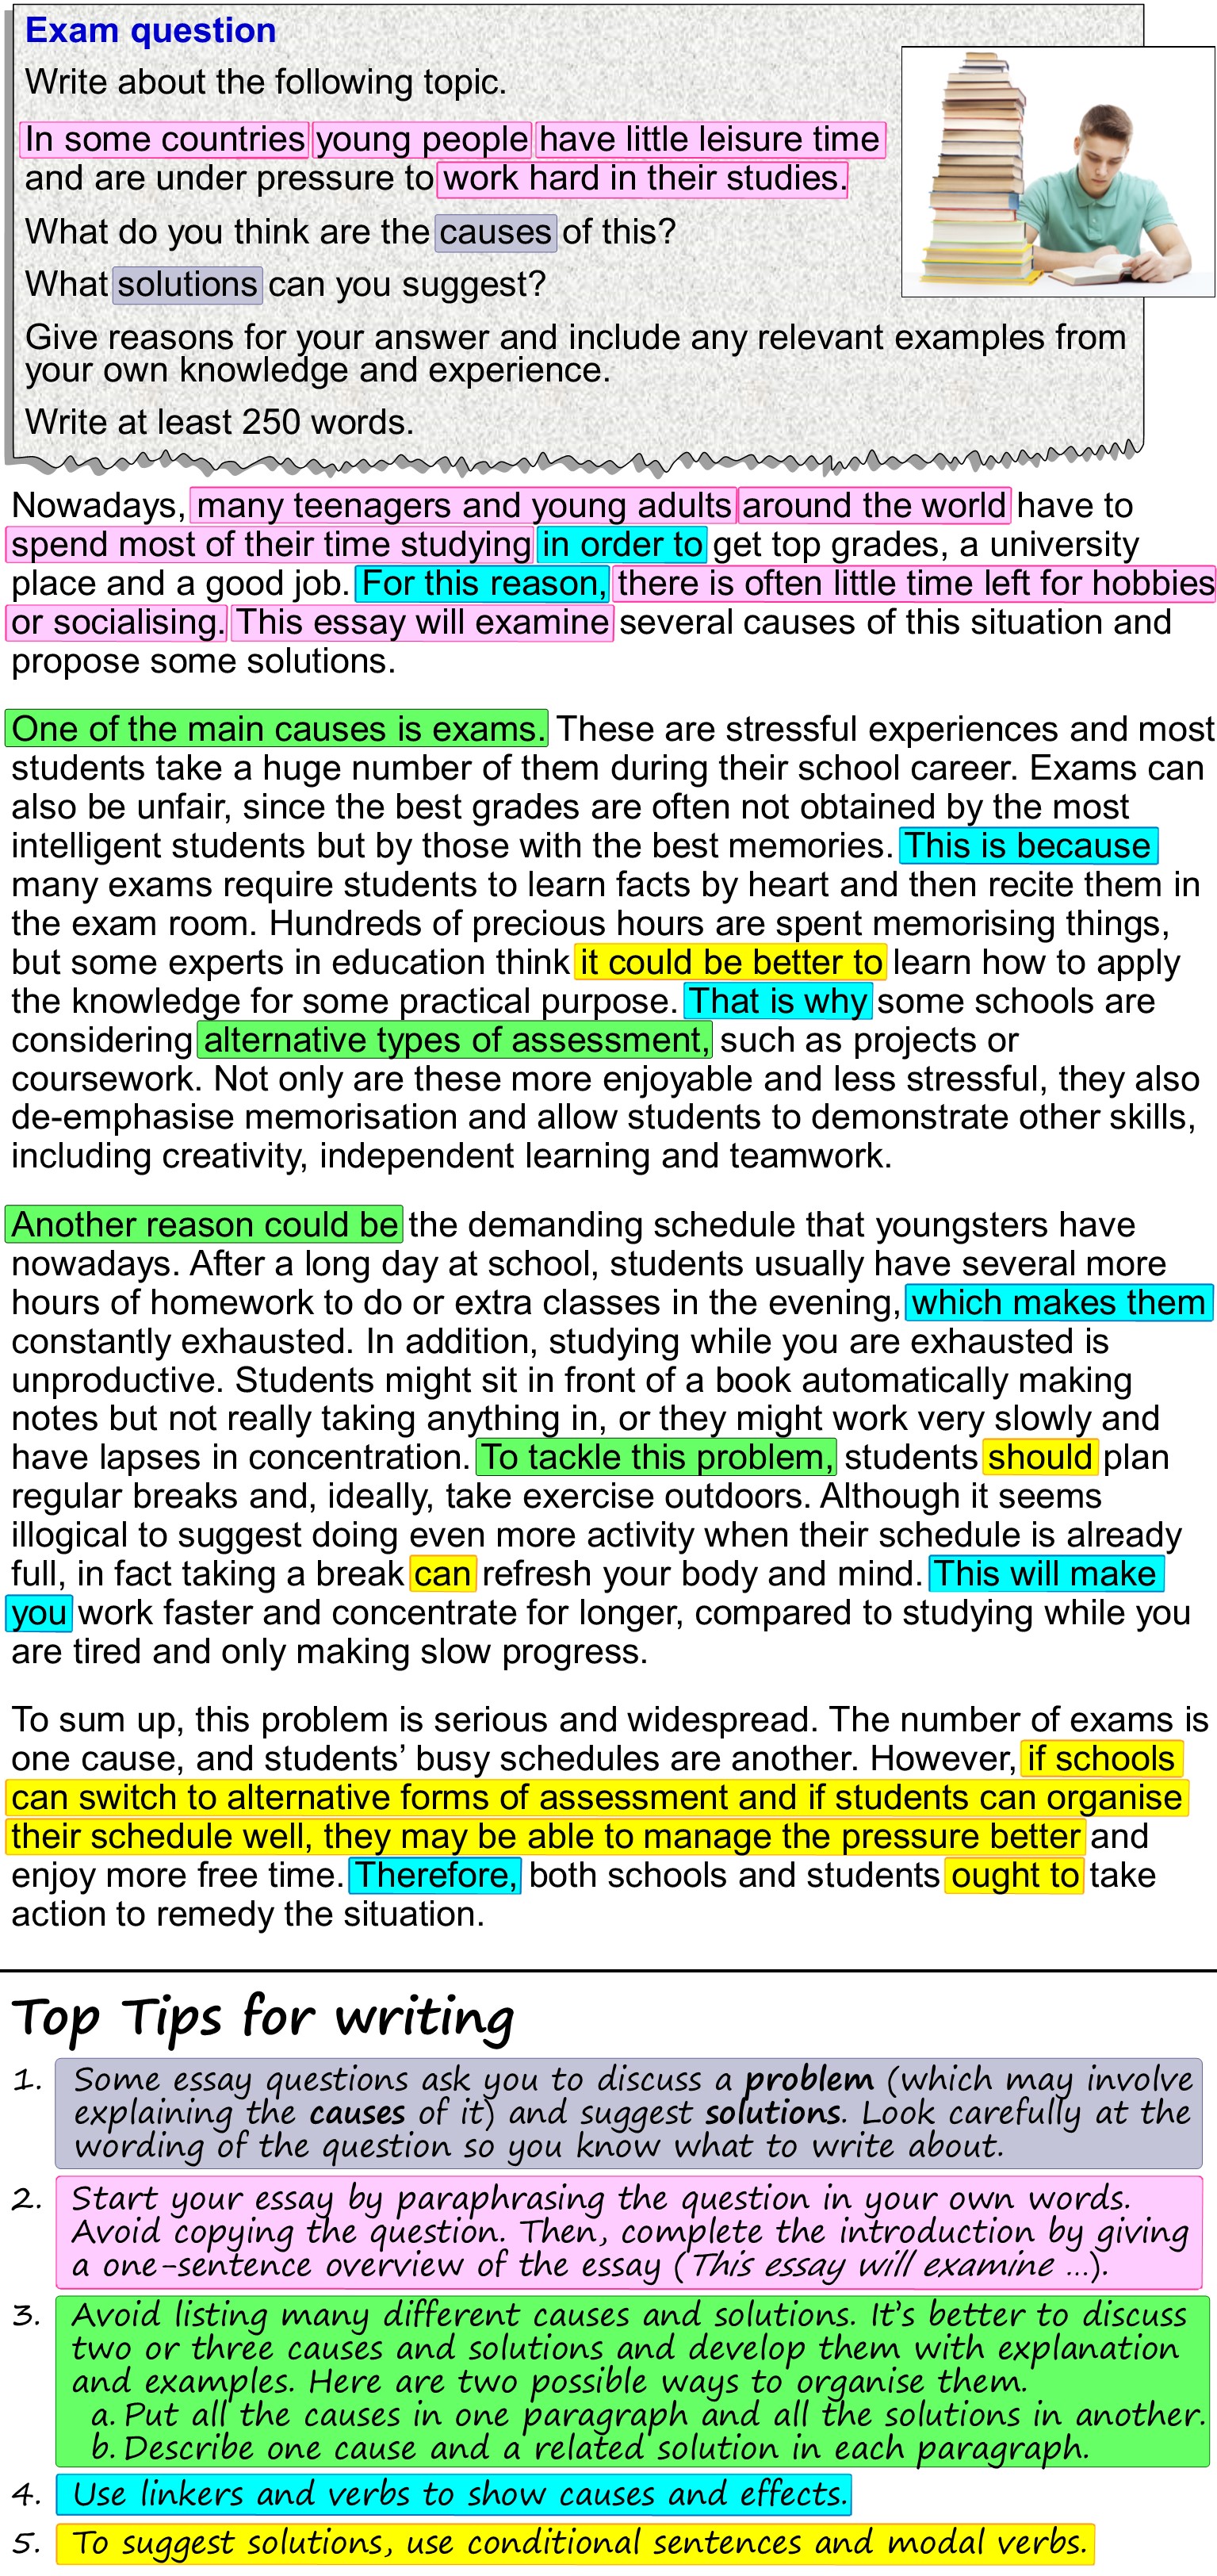 Exam question
Write about the following topic.
In some countries young people have little leisure time
and are under pressure to work hard in their studies.
What do you think are the causes of this?
What solutions can you suggest?
Give reasons for your answer and include any relevant examples from
your own knowledge and experience.
Write at least 250 words.
Nowadays, many teenagers and young adults around the world have to
spend most of their time studying in order to get top grades, a university
place and a good job. For this reason, there is often little time left for hobbies
or socialising. This essay will examine several causes of this situation and
propose some solutions.
One of the main causes is exams. These are stressful experiences and most
students take a huge number of them during their school career. Exams can
also be unfair, since the best grades are often not obtained by the most
intelligent students but by those with the best memories. This is because
many exams require students to learn facts by heart and then recite them in
the exam room. Hundreds of precious hours are spent memorising things,
but some experts in education think it could be better to learn how to apply
the knowledge for some practical purpose. That is why some schools are
considering alternative types of assessment, such as projects or
coursework. Not only are these more enjoyable and less stressful, they also
de-emphasise memorisation and allow students to demonstrate other skills,
including creativity, independent learning and teamwork.
Another reason could be the demanding schedule that youngsters have
nowadays. After a long day at school, students usually have several more
hours of homework to do or extra classes in the evening, which makes them
constantly exhausted. In addition, studying while you are exhausted is
unproductive. Students might sit in front of a book automatically making
notes but not really taking anything in, or they might work very slowly and
have lapses in concentration. To tackle this problem, students should plan
regular breaks and, ideally, take exercise outdoors. Although it seems
illogical to suggest doing even more activity when their schedule is already
full, in fact taking a break can refresh your body and mind. This will make
you work faster and concentrate for longer, compared to studying while you
are tired and only making slow progress.
To sum up, this problem is serious and widespread. The number of exams is
one cause, and students' busy schedules are another. However, if schools
can switch to alternative forms of assessment and if students can organise
their schedule well, they may be able to manage the pressure better and
enjoy more free time. Therefore, both schools and students ought to take
action to remedy the situation.
Top Tips for writing
1. Some essay questions ask you to discuss a problem (which may involve
explaining the causes of it) and suggest solutions. Look carefully at the
wording of the question so you know what to write about.
2. Start your essay by paraphrasing the question in your own words.
Avoid copying the question. Then, complete the introduction by giving
a one-sentence overview of the essay (This essay will examine ...).
3. Avoid listing many different causes and solutions. It's better to discuss
two or three causes and solutions and develop them with explanation
and examples. Here are two possible ways to organise them.
a. Put all the causes in one paragraph and all the solutions in another.
b. Describe one cause and a related solution in each paragraph.
4. Use linkers and verbs to show causes and effects.
5. To suggest solutions, use conditional sentences and modal verbs.